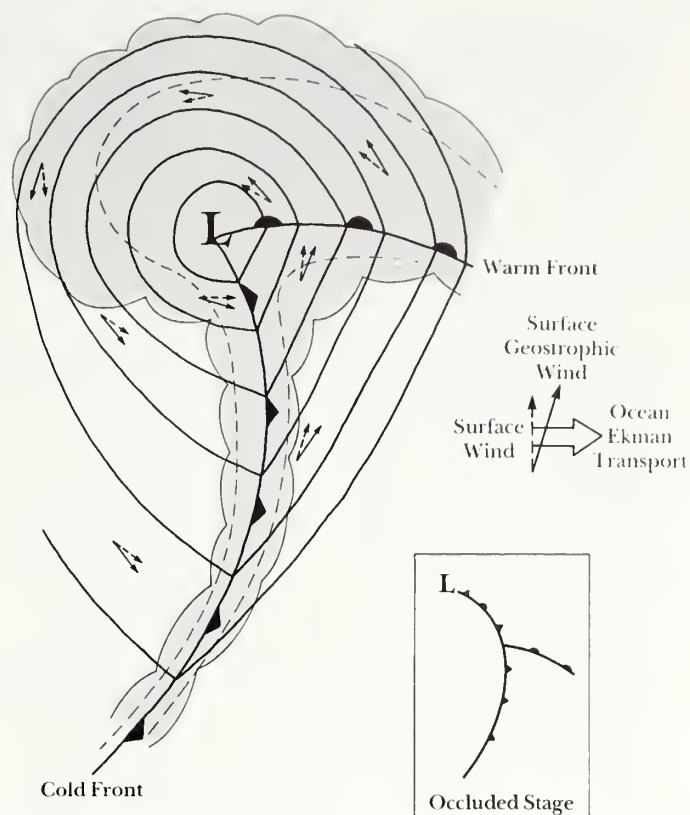 L
Warm Front
Surface
Geostrophic
Wind
Surface
Wind
Ocean
Ekman
Transport
Cold Front
L
Occluded Stage